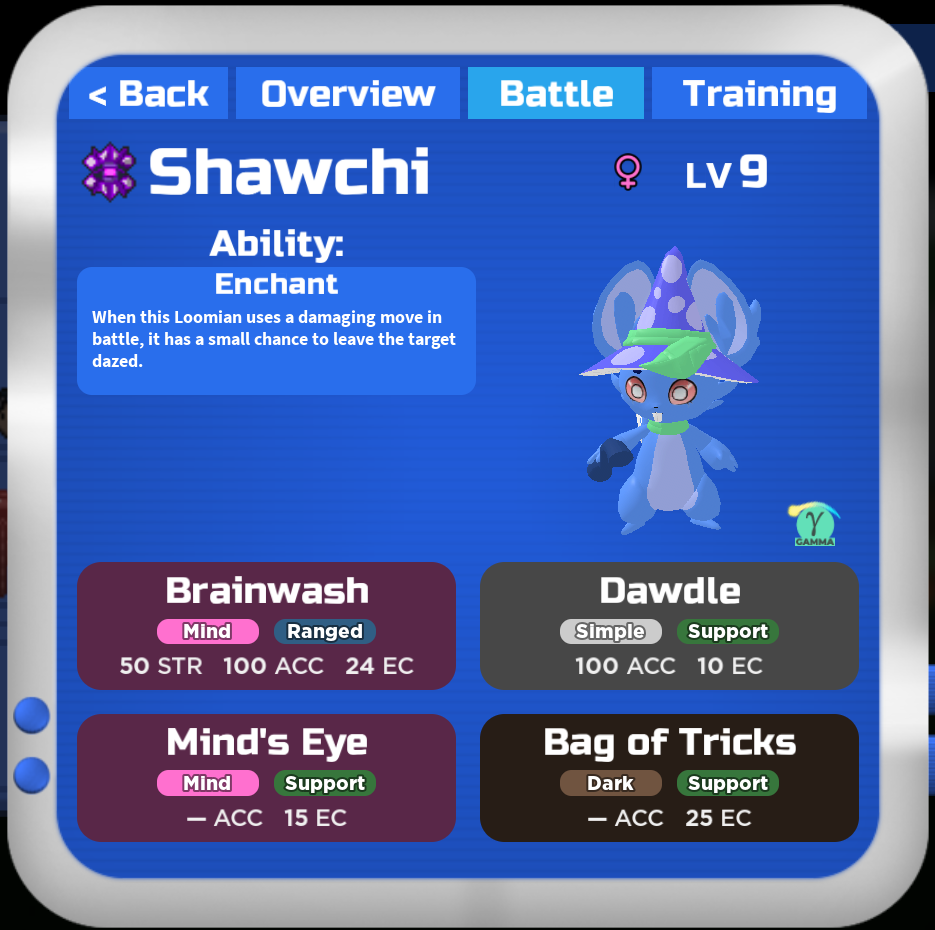 < Back Overview Battle Training
Shawchi LV 9
Ability:
Enchant
When this Loomian uses a damaging move in
battle, it has a small chance to leave the target
dazed.
γ
GAMMA
Brainwash
Mind Ranged
50 STR 100 ACC 24 EC
Dawdle
Simple Support
100 ACC 10 EC
Mind's Eye
Mind Support
— ACC 15 EC
Bag of Tricks
Dark Support
— ACC 25 EC